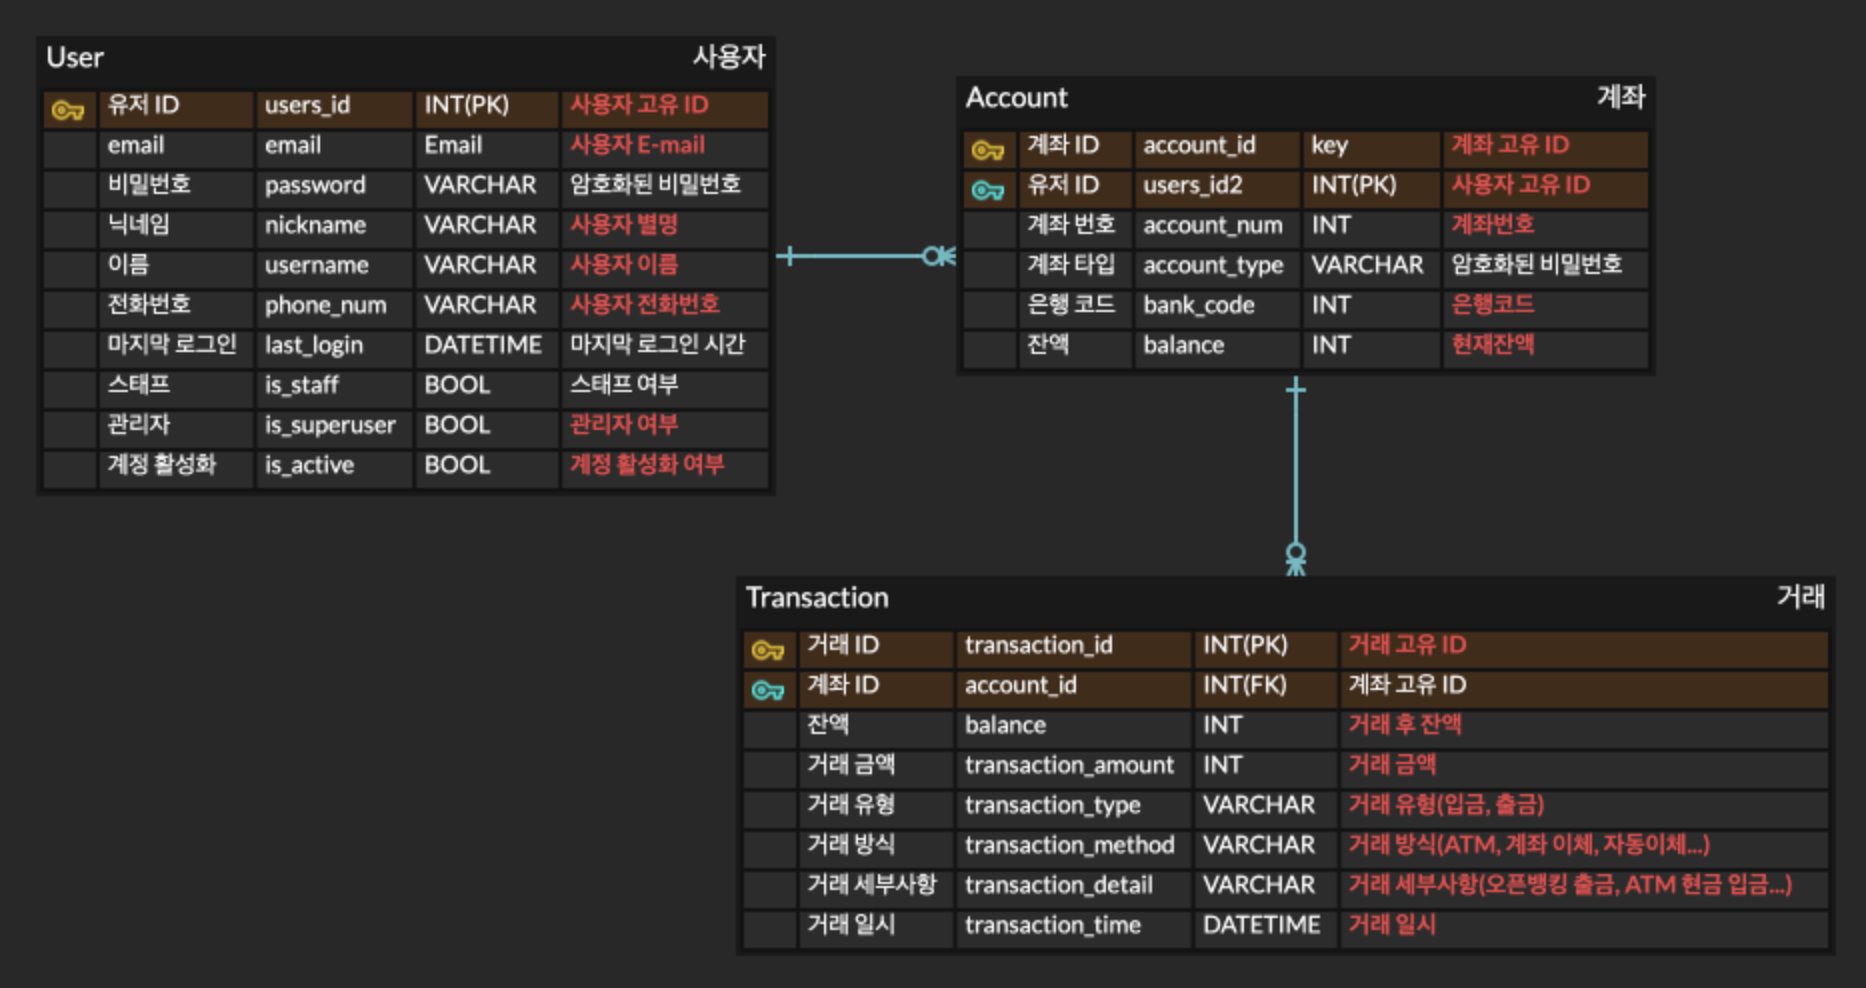 User 사용자
유저 ID users_id INT(PK) 사용자 고유 ID
email email Email 사용자 E-mail
비밀번호 password VARCHAR 암호화된 비밀번호
닉네임 nickname VARCHAR 사용자 별명
이름 username VARCHAR 사용자 이름
전화번호 phone_num VARCHAR 사용자 전화번호
마지막 로그인 last_login DATETIME 마지막 로그인 시간
스태프 is_staff BOOL 스태프 여부
관리자 is_superuser BOOL 관리자 여부
계정 활성화 is_active BOOL 계정 활성화 여부
Account 계좌
계좌 ID account_id key 계좌 고유 ID
유저 ID users_id2 INT(PK) 사용자 고유 ID
계좌 번호 account_num INT 계좌번호
계좌 타입 account_type VARCHAR 암호화된 비밀번호
은행 코드 bank_code INT 은행코드
잔액 balance INT 현재잔액
Transaction 거래
거래 ID transaction_id INT(PK) 거래 고유 ID
계좌 ID account_id INT(FK) 계좌 고유 ID
잔액 balance INT 거래 후 잔액
거래 금액 transaction_amount INT 거래 금액
거래 유형 transaction_type VARCHAR 거래 유형(입금, 출금)
거래 방식 transaction_method VARCHAR 거래 방식(ATM, 계좌 이체, 자동이체...)
거래 세부사항 transaction_detail VARCHAR 거래 세부사항(오픈뱅킹 출금, ATM 현금 입금...)
거래 일시 transaction_time DATETIME 거래 일시